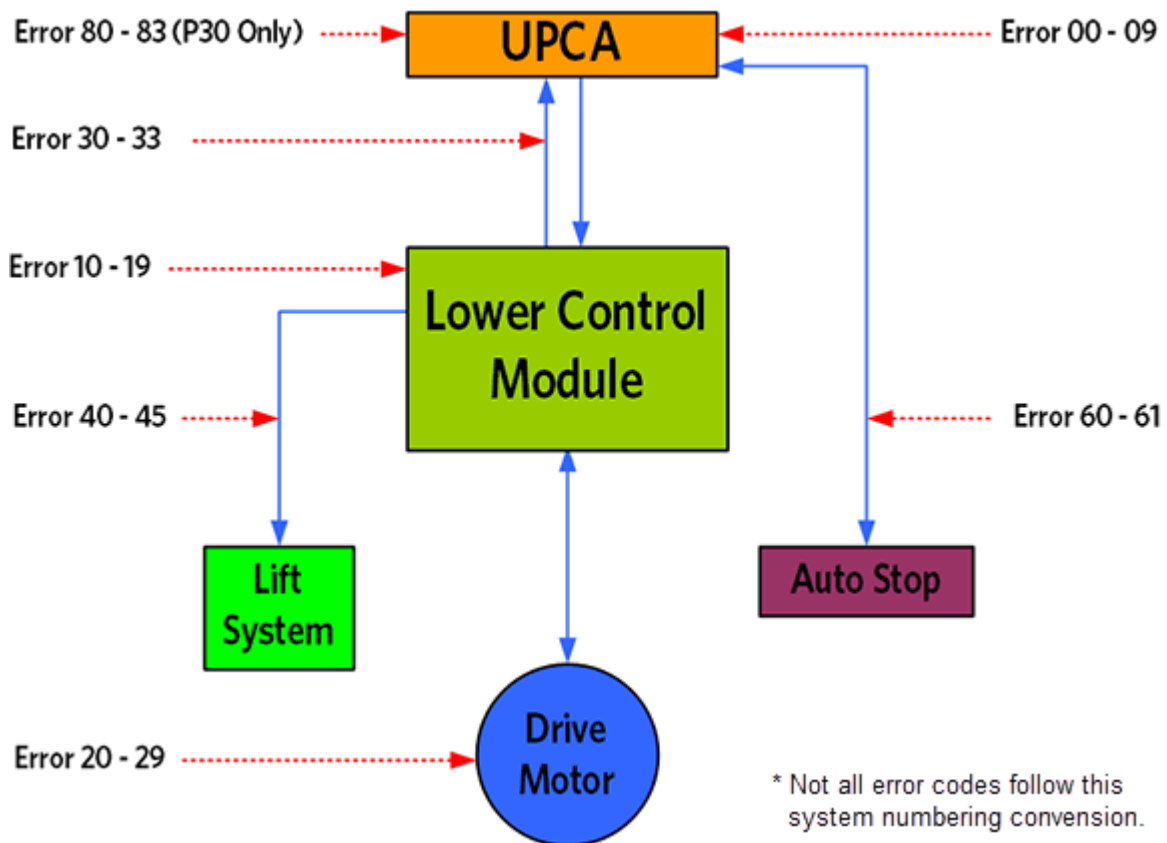 Error 80 - 83 (P30 Only)
UPCA
Error 00 - 09
Error 30 - 33
Error 10 - 19
Lower Control
Module
Error 40 - 45
Error 60 - 61
Lift
System
Auto Stop
Drive
Motor
Error 20 - 29
* Not all error codes follow this
system numbering convension.